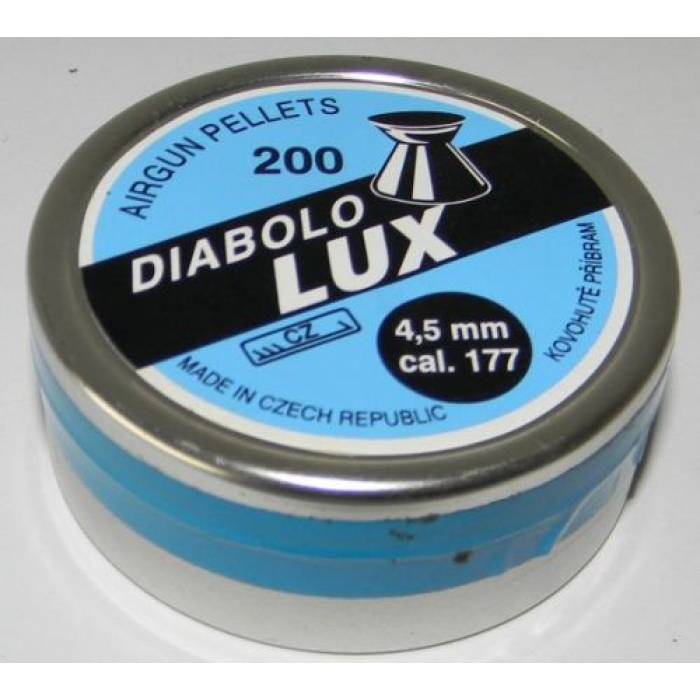 AIRGUN PELLETS
200
DIABOLO
LUX
CZ
4,5 mm
cal. 177
MADE IN CZECH REPUBLIC
KOVOHUTĚ PŘÍBRAM